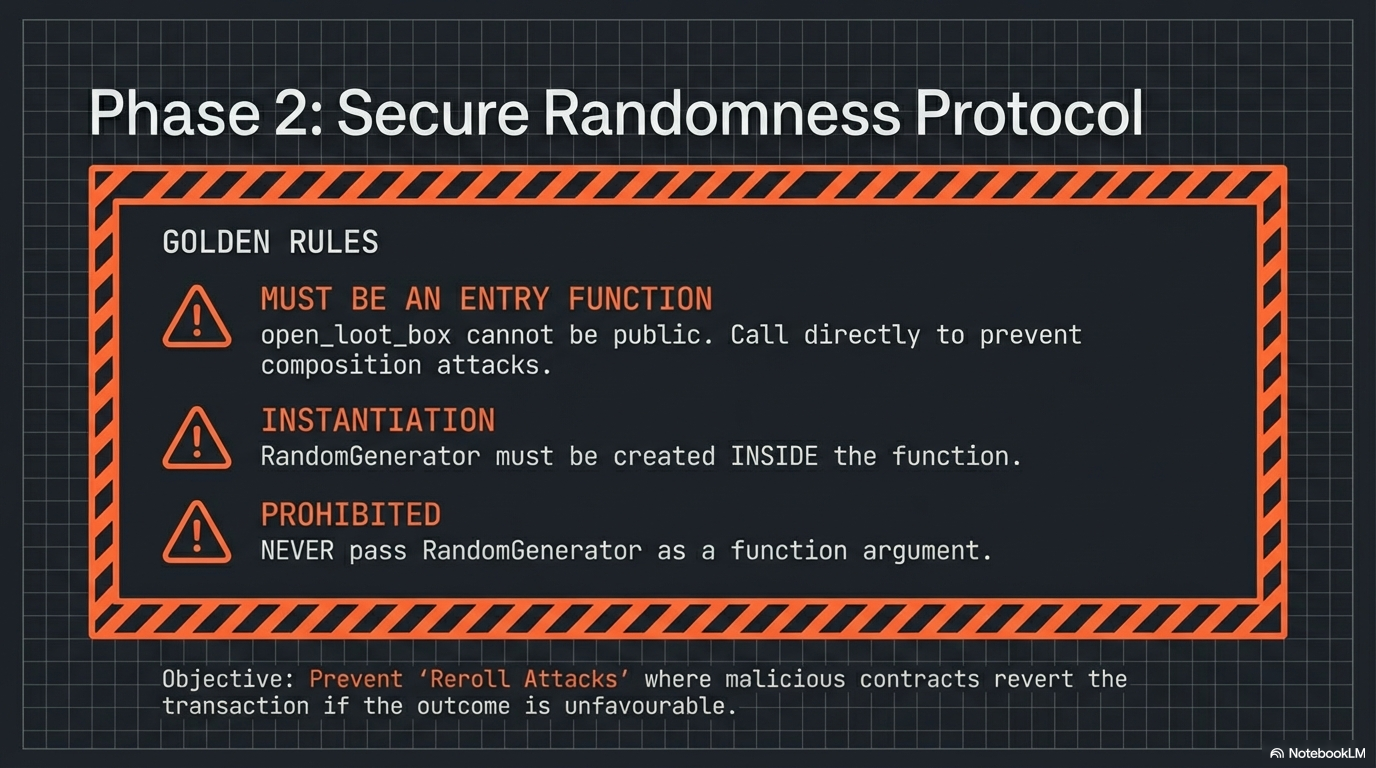 Phase 2: Secure Randomness Protocol
GOLDEN RULES
MUST BE AN ENTRY FUNCTION
open_loot_box cannot be public. Call directly to prevent
composition attacks.
INSTANTIATION
RandomGenerator must be created INSIDE the function.
PROHIBITED
NEVER pass RandomGenerator as a function argument.
Objective: Prevent ‘Reroll Attacks’ where malicious contracts revert the
transaction if the outcome is unfavourable.
NotebookLM